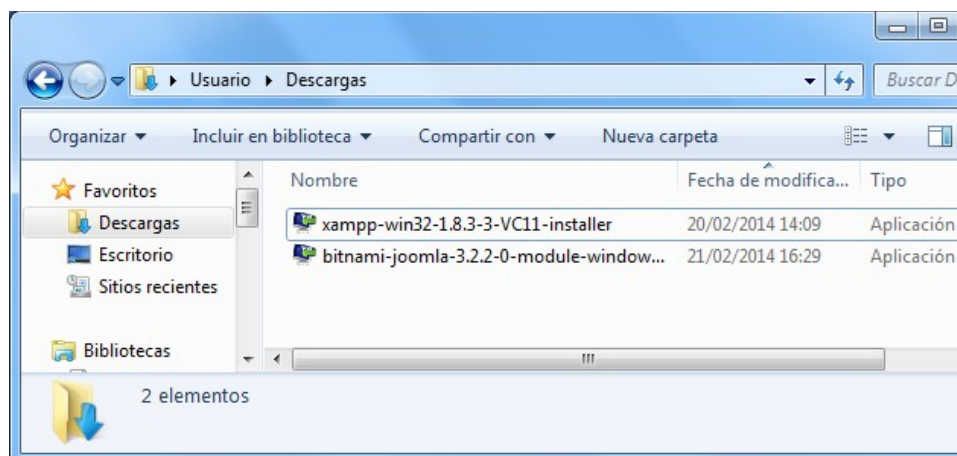 Usuario Descargas Buscar D
Organizar Incluir en biblioteca Compartir con Nueva carpeta
Favoritos
Descargas
Escritorio
Sitios recientes
Bibliotecas
Nombre Fecha de modifica... Tipo
xampp-win32-1.8.3-3-VC11-installer 20/02/2014 14:09 Aplicación
bitnami-joomla-3.2.2-0-module-window... 21/02/2014 16:29 Aplicación
2 elementos